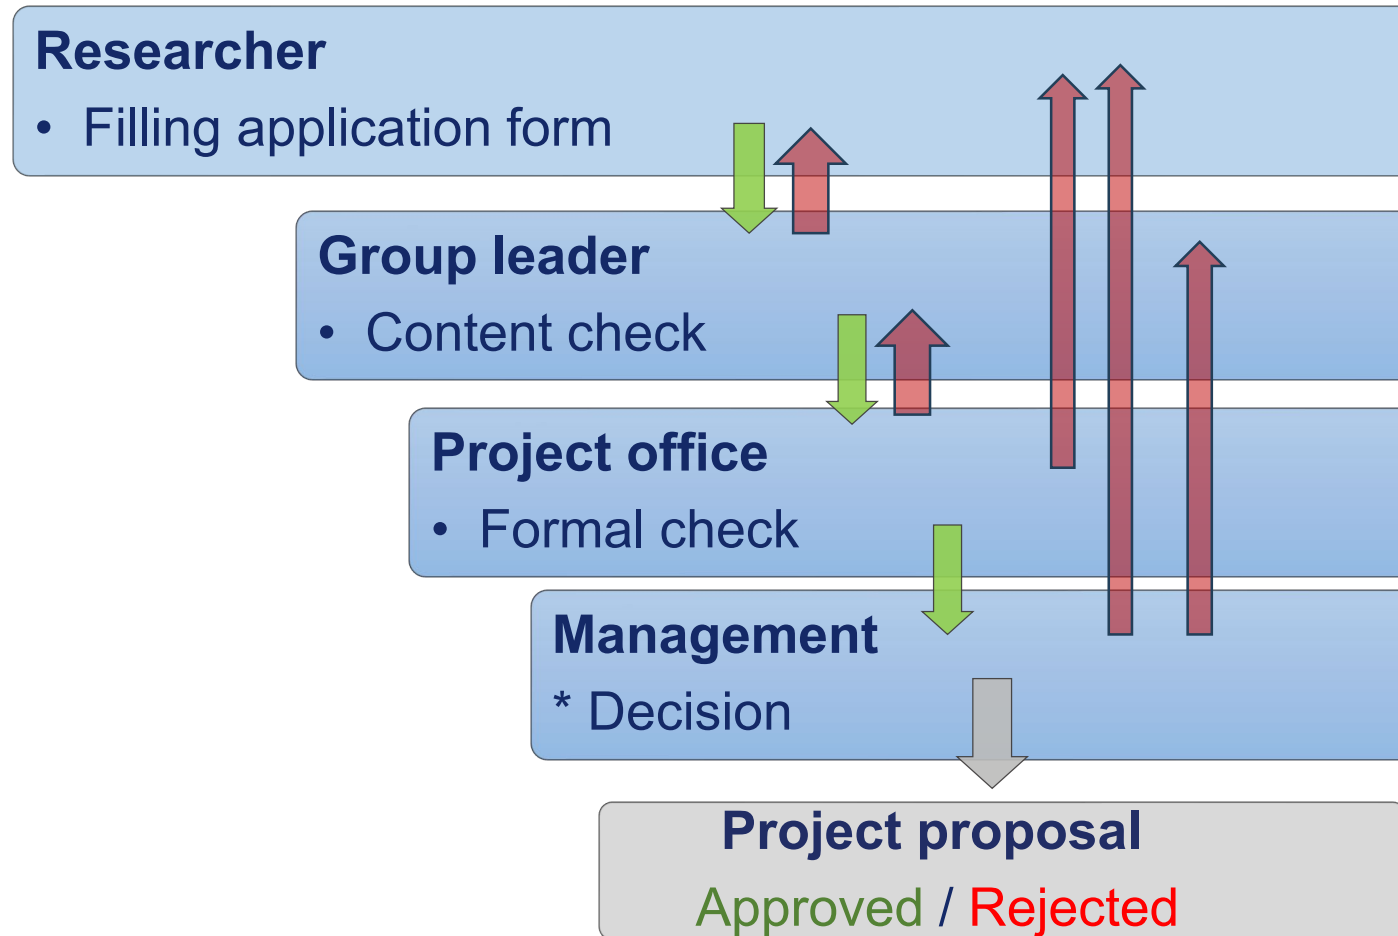 Researcher
• Filling application form
Group leader
• Content check
Project office
• Formal check
Management
* Decision
Project proposal
Approved / Rejected